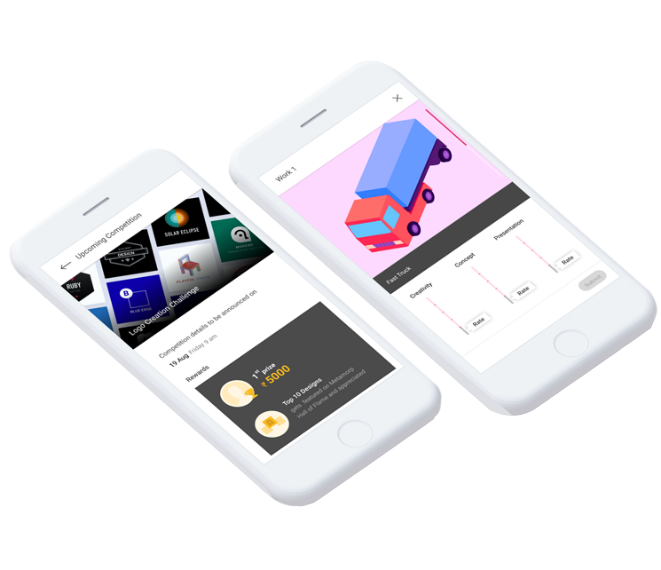 Upcoming Competition
RUBY
DESIGN
SOLAR ECLIPSE
BLUE EDGE
Logo Creation Challenge
Competition details to be announced on
19 Aug Friday 9 am
Rewards
1st prize
₹ 5000
Top 10 Designs
gets featured on Metamorp
Hall of Flame and appreciated
Work 1
Fast Truck
Creativity
Rate
Concept
Rate
Presentation
Rate
Submit